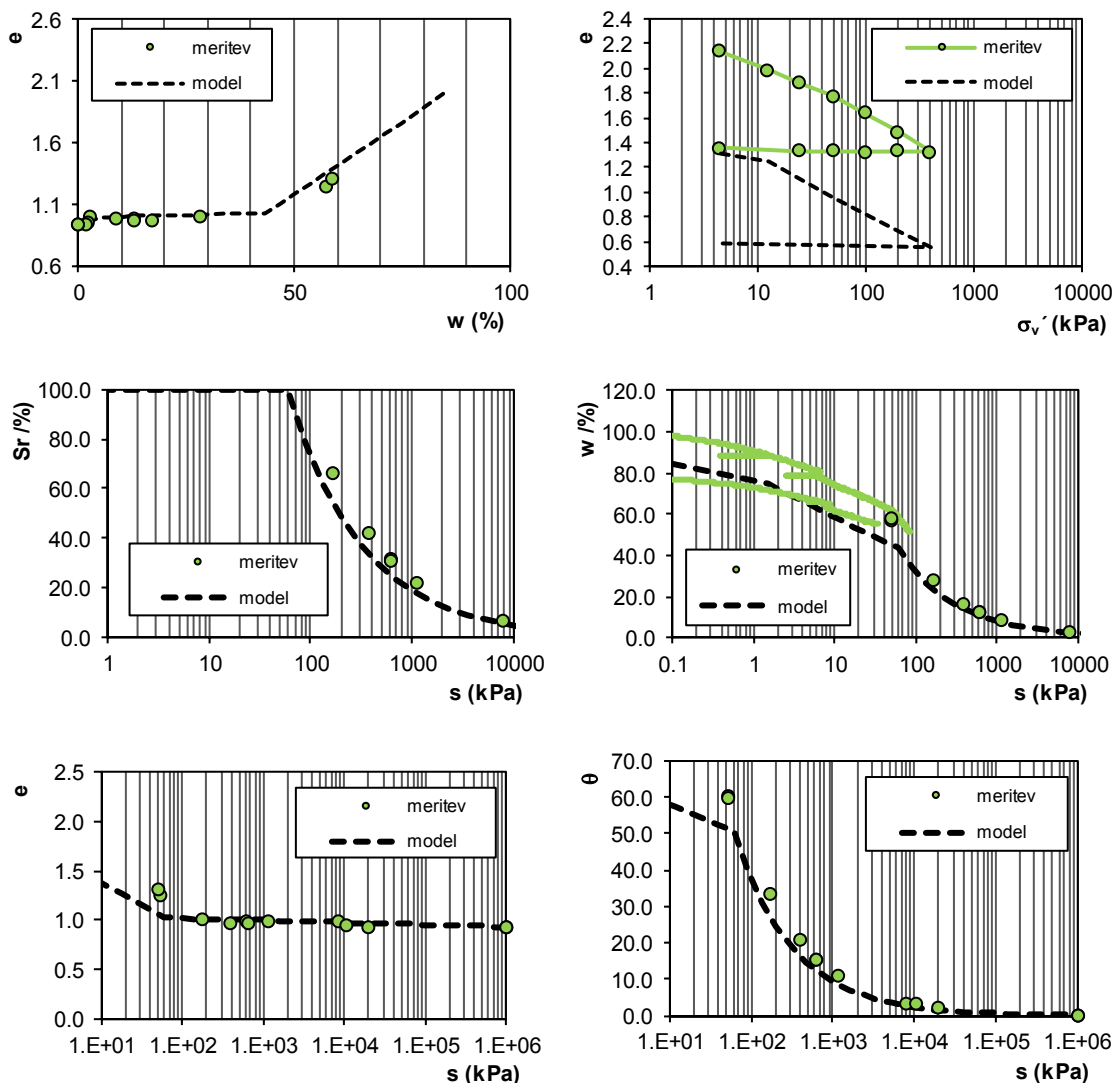 e
2.6
2.1
1.6
1.1
0.6
0
50
100
w (%)
meritev
model
e
2.4
2.2
2.0
1.8
1.6
1.4
1.2
1.0
0.8
0.6
0.4
1
10
100
1000
10000
σv´ (kPa)
meritev
model
Sr /%)
100.0
80.0
60.0
40.0
20.0
0.0
1
10
100
1000
10000
s (kPa)
meritev
model
w /%)
120.0
100.0
80.0
60.0
40.0
20.0
0.0
0.1
1
10
100
1000
10000
s (kPa)
meritev
model
e
2.5
2.0
1.5
1.0
0.5
0.0
1.E+01
1.E+02
1.E+03
1.E+04
1.E+05
1.E+06
s (kPa)
meritev
model
θ
70.0
60.0
50.0
40.0
30.0
20.0
10.0
0.0
1.E+01
1.E+02
1.E+03
1.E+04
1.E+05
1.E+06
s (kPa)
meritev
model